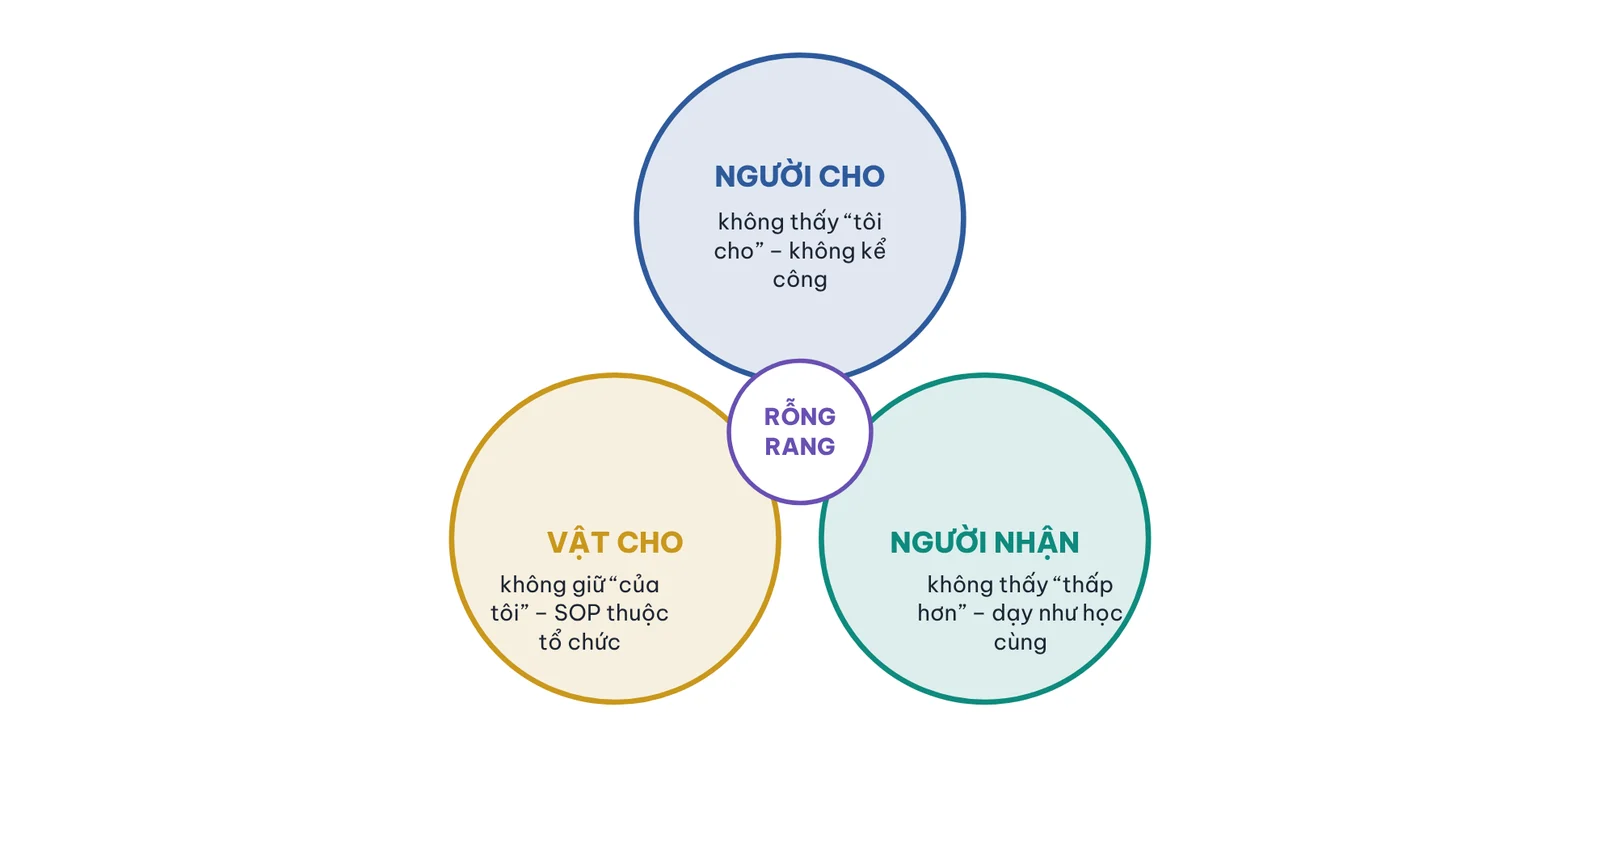 NGƯỜI CHO
không thấy “tôi
cho” – không kể
công
RỖNG
RANG
VẬT CHO
không giữ “của
tôi” – SOP thuộc
tổ chức
NGƯỜI NHẬN
không thấy “thấp
hơn” – dạy như học
cùng